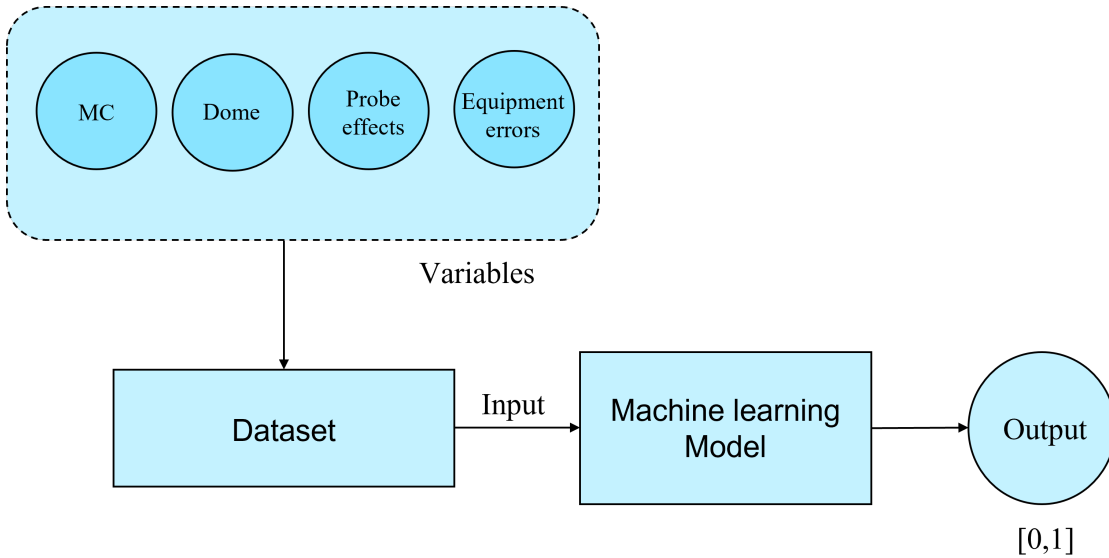 MC
Dome
Probe
effects
Equipment
errors
Variables
Dataset
Input
Machine learning
Model
Output
[0,1]